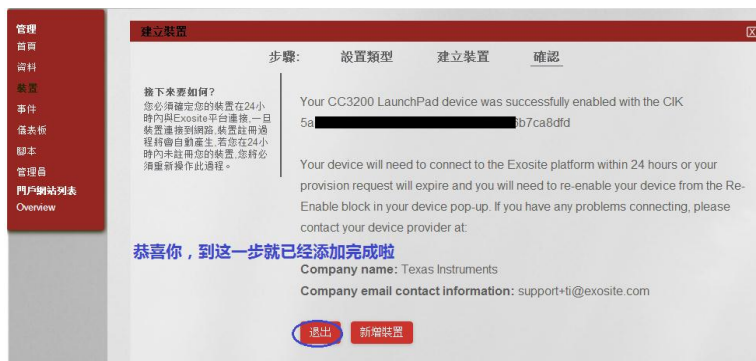 管理
首頁
資料
裝置
事件
儀表板
腳本
管理員
門戶網站列表
Overview
建立裝置
步驟: 設置類型 建立裝置 確認
接下來要如何?
您必須確定您的裝置在24小
時內與Exosite平台連接.一旦
裝置連接到網路,裝置註冊過
程將會自動產生.若您在24小
時內未註冊您的裝置,您將必
須重新操作此過程。
Your CC3200 LaunchPad device was successfully enabled with the CIK
5a 6b7ca8dfd
Your device will need to connect to the Exosite platform within 24 hours or your
provision request will expire and you will need to re-enable your device from the Re-
Enable block in your device pop-up. If you have any problems connecting, please
contact your device provider at:
恭喜你，到这一步就已经添加完成啦
Company name: Texas Instruments
Company email contact information: support+ti@exosite.com
退出 新增裝置